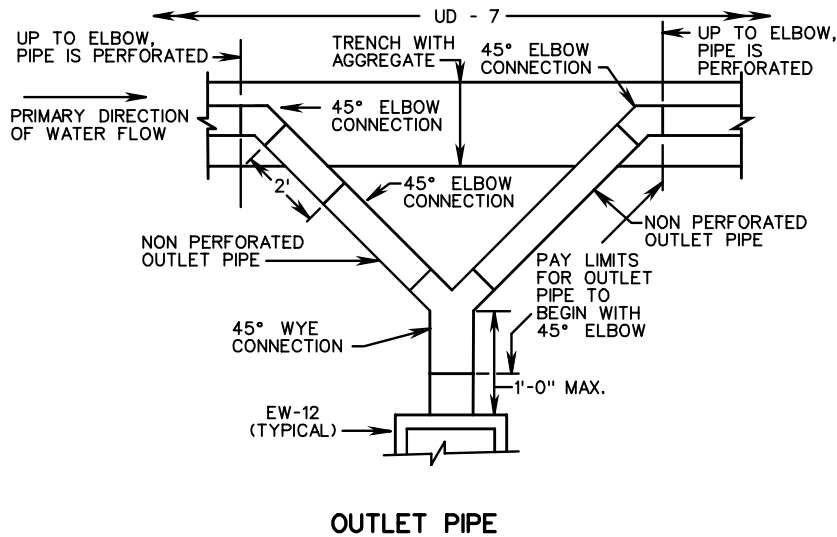 UD - 7
UP TO ELBOW,
PIPE IS PERFORATED
TRENCH WITH
AGGREGATE
45° ELBOW
CONNECTION
UP TO ELBOW,
PIPE IS
PERFORATED
PRIMARY DIRECTION
OF WATER FLOW
45° ELBOW
CONNECTION
2'
45° ELBOW
CONNECTION
NON PERFORATED
OUTLET PIPE
NON PERFORATED
OUTLET PIPE
PAY LIMITS
FOR OUTLET
PIPE TO
BEGIN WITH
45° ELBOW
45° WYE
CONNECTION
1'-0" MAX.
EW-12
(TYPICAL)
OUTLET PIPE